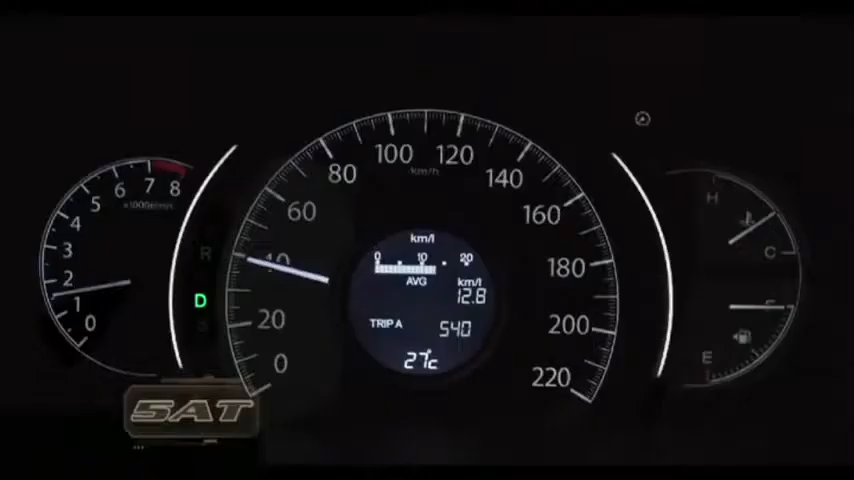 0
1
2
3
4
5
6
7
8
x1000r/min
R
D
0
20
40
60
80
100
120
140
160
180
200
220
km/h
km/l
0 10 20
AVG km/l
12.8
TRIP A 540
27°c
H
C
E
5AT